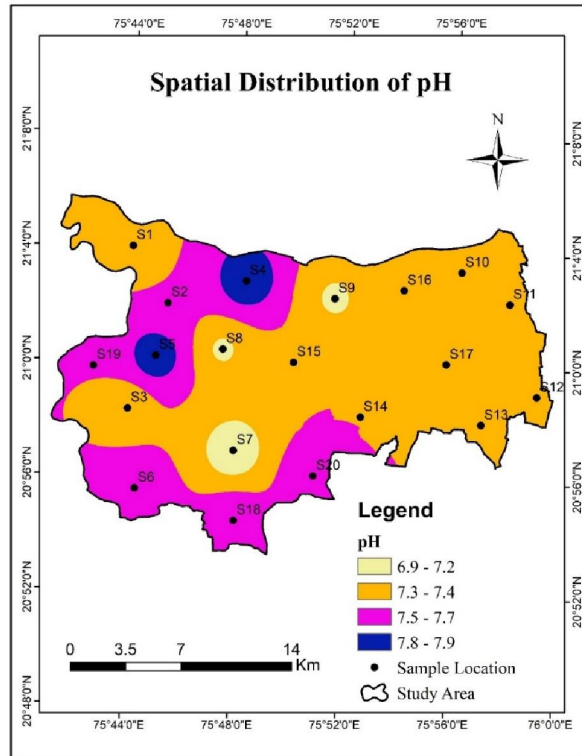 75°44'0"E 75°48'0"E 75°52'0"E 75°56'0"E
Spatial Distribution of pH
N
21°8'0"N 21°8'0"N
21°4'0"N 21°4'0"N
21°0'0"N 21°0'0"N
20°56'0"N 20°56'0"N
20°52'0"N 20°52'0"N
20°48'0"N
S1
S4
S10
S9
S16
S2
S11
S8
S5
S15
S19
S17
S3
S12
S14
S13
S7
S20
S6
S18
Legend
pH
6.9 - 7.2
7.3 - 7.4
7.5 - 7.7
7.8 - 7.9
Sample Location
Study Area
0 3.5 7 14
Km
75°44'0"E 75°48'0"E 75°52'0"E 75°56'0"E 76°0'0"E